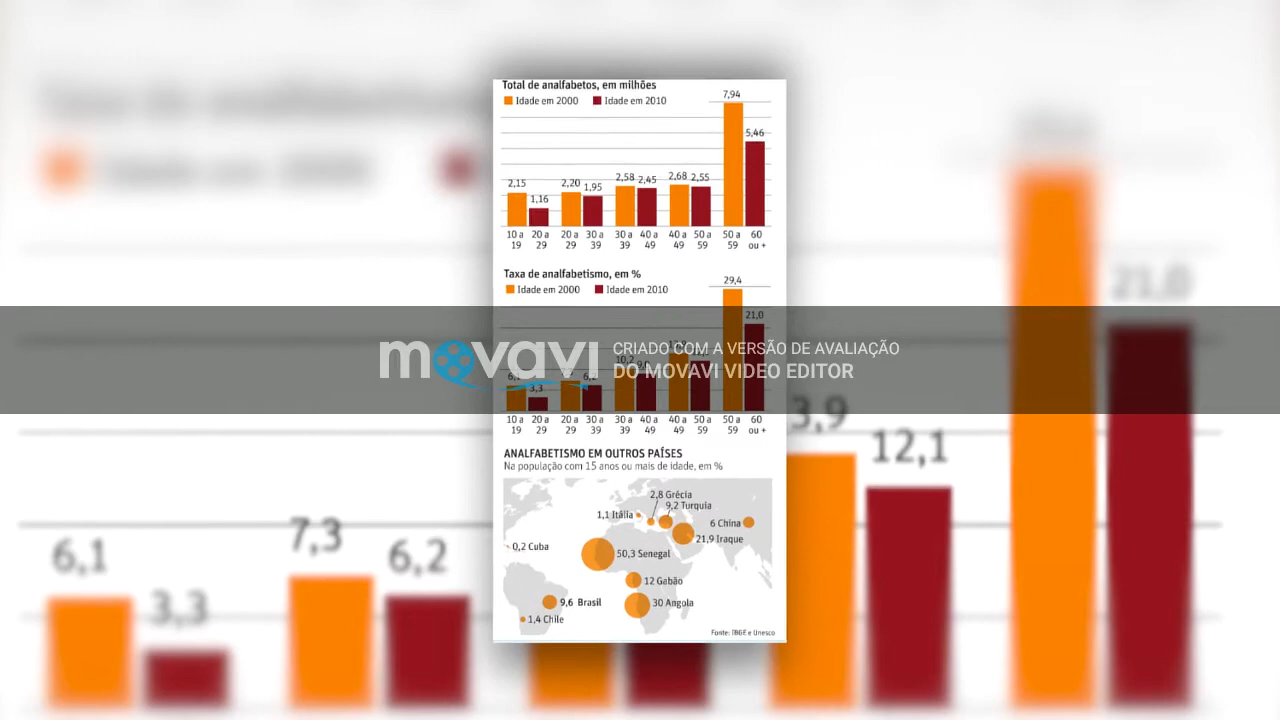 Total de analfabetos, em milhões
Idade em 2000 Idade em 2010
7,94
5,46
2,15 1,16 2,20 1,95 2,58 2,45 2,68 2,55
10 a 20 a 20 a 30 a 30 a 40 a 40 a 50 a 50 a 60
19 29 29 39 39 49 49 59 59 ou +
Taxa de analfabetismo, em %
29,4
Idade em 2000 Idade em 2010
21,0
movavi
CRIADO COM A VERSÃO DE AVALIAÇÃO
DO MOVAVI VIDEO EDITOR
10,2
6,1 3,3 6,2
10 a 20 a 20 a 30 a 30 a 40 a 40 a 50 a 50 a 60
19 29 29 39 39 49 49 59 59 ou +
ANALFABETISMO EM OUTROS PAÍSES
Na população com 15 anos ou mais de idade, em %
2,8 Grécia
9,2 Turquia
1,1 Itália
6 China
21,9 Iraque
0,2 Cuba
50,3 Senegal
12 Gabão
9,6 Brasil
30 Angola
1,4 Chile
Fonte: IBGE e Unesco
21,0
3,9
12,1
6,1
7,3
6,2
3,3